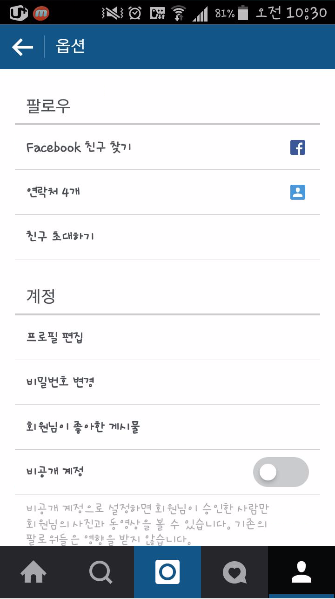 U+ m 81% 오전 10:30
옵션
팔로우
Facebook 친구 찾기
연락처 4개
친구 초대하기
계정
프로필 편집
비밀번호 변경
회원님이 좋아한 게시물
비공개 계정
비공개 계정으로 설정하면 회원님이 승인한 사람만
회원님의 사진과 동영상을 볼 수 있습니다. 기존의
팔로워들은 영향을 받지 않습니다.